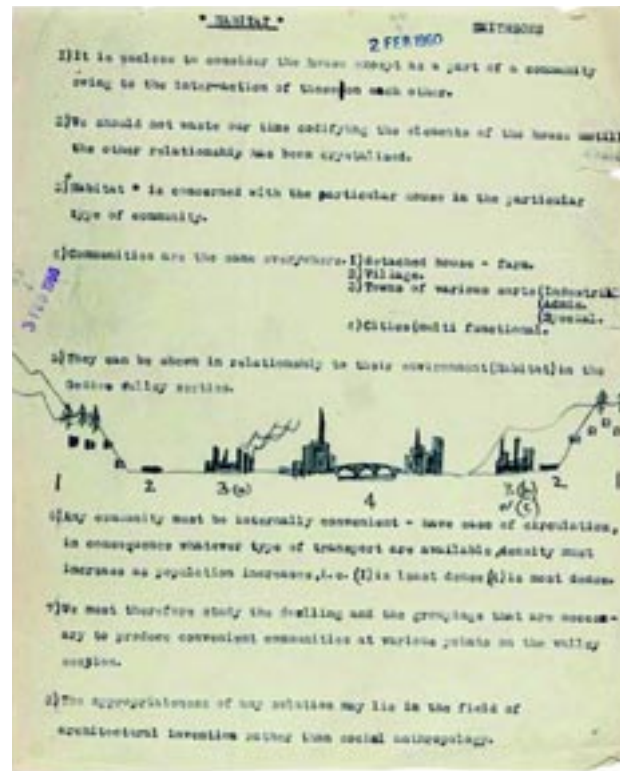 "HABITAT"
SMITHSONS
2 FEB 1960
1)It is useless to consider the house except as a part of a community
owing to the inter-action of these on each other.
2)We should not waste our time codifying the elements of the house untill
the other relationship has been crystalised.
3)"Habitat" is concerned with the particular house in the particular
type of community.
4)Communities are the same everywhere. 1)detached house - farm.
2)Village.
3)Towns of various sorts(Industrial
(Admin.
(Special.
4)Cities(multi functional.
5)They can be shown in relationship to their environment(Habitat)in the
Geddes valley section.
1 2 3(a) 4 3(b) 2
or (c)
6)Any community must be internally convenient - have ease of circulation,
in consequence whatever type of transport are available,density must
increase as population increases,i.e.(1)is least dense(4)is most dense.
7)We must therefore study the dwelling and the groupings that are necess-
ary to produce convenient communities at various points on the valley
section.
8)The appropriateness of any solution may lie in the field of
architectural invention rather than social anthropology.